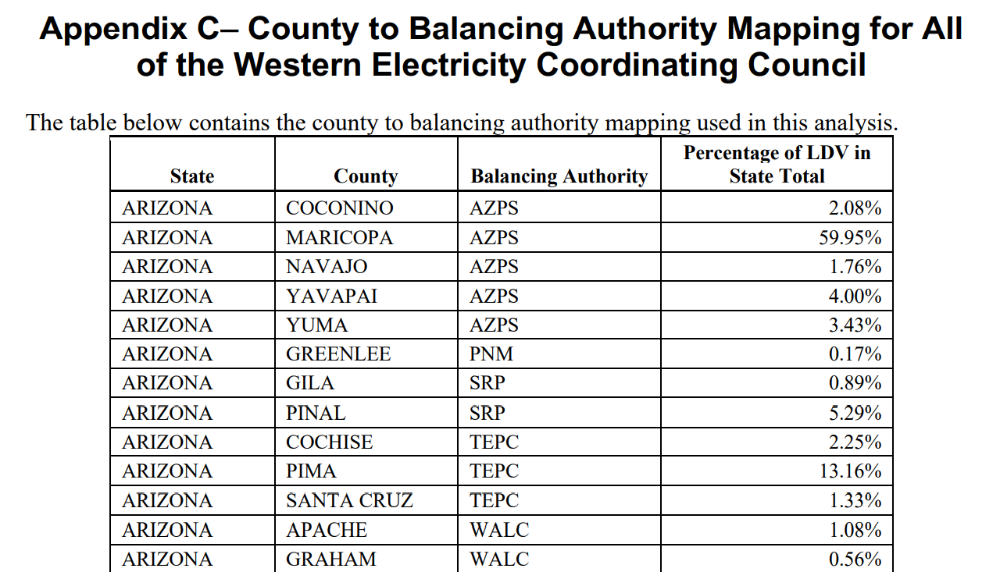 Appendix C– County to Balancing Authority Mapping for All
of the Western Electricity Coordinating Council
The table below contains the county to balancing authority mapping used in this analysis.
State County Balancing Authority Percentage of LDV in State Total
ARIZONA COCONINO AZPS 2.08%
ARIZONA MARICOPA AZPS 59.95%
ARIZONA NAVAJO AZPS 1.76%
ARIZONA YAVAPAI AZPS 4.00%
ARIZONA YUMA AZPS 3.43%
ARIZONA GREENLEE PNM 0.17%
ARIZONA GILA SRP 0.89%
ARIZONA PINAL SRP 5.29%
ARIZONA COCHISE TEPC 2.25%
ARIZONA PIMA TEPC 13.16%
ARIZONA SANTA CRUZ TEPC 1.33%
ARIZONA APACHE WALC 1.08%
ARIZONA GRAHAM WALC 0.56%